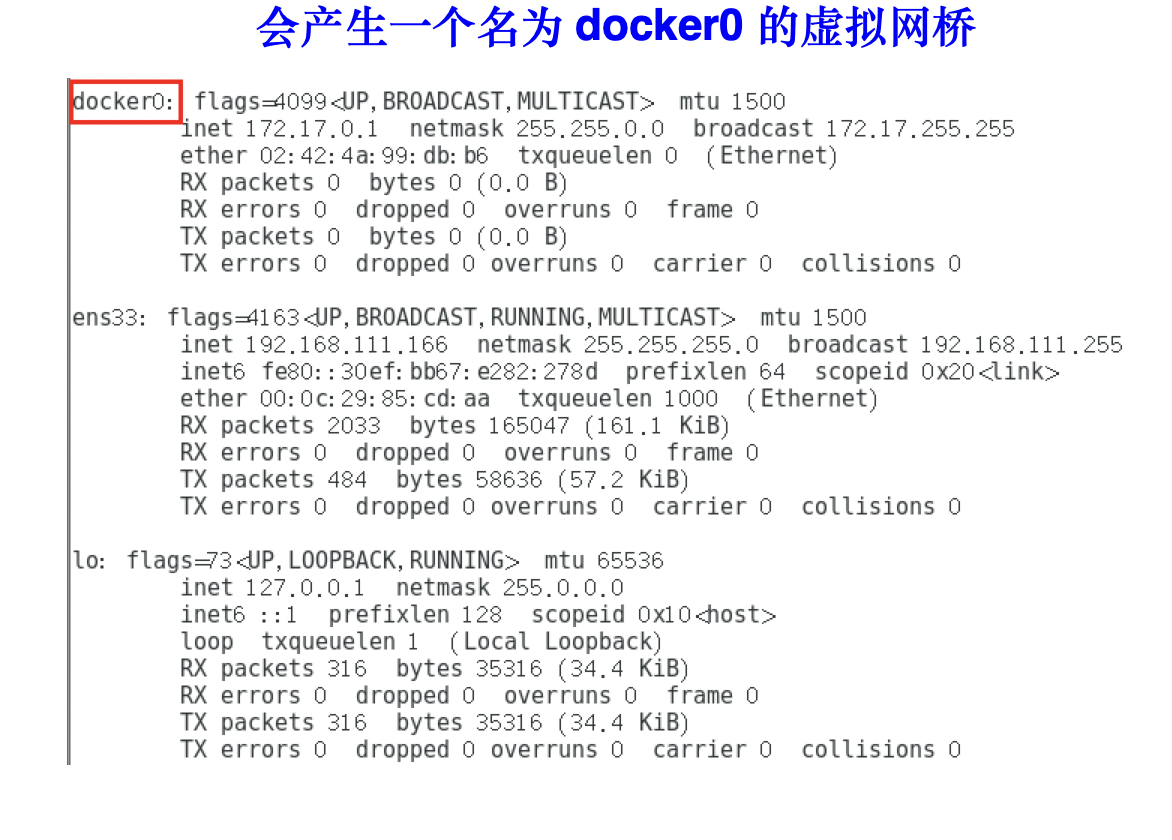 会产生一个名为 docker0 的虚拟网桥
docker0: flags=4099<UP,BROADCAST,MULTICAST> mtu 1500
inet 172.17.0.1 netmask 255.255.0.0 broadcast 172.17.255.255
ether 02:42:4a:99:db:b6 txqueuelen 0 (Ethernet)
RX packets 0 bytes 0 (0.0 B)
RX errors 0 dropped 0 overruns 0 frame 0
TX packets 0 bytes 0 (0.0 B)
TX errors 0 dropped 0 overruns 0 carrier 0 collisions 0
ens33: flags=4163<UP,BROADCAST,RUNNING,MULTICAST> mtu 1500
inet 192.168.111.166 netmask 255.255.255.0 broadcast 192.168.111.255
inet6 fe80::30ef:bb67:e282:278d prefixlen 64 scopeid 0x20<link>
ether 00:0c:29:85:cd:aa txqueuelen 1000 (Ethernet)
RX packets 2033 bytes 165047 (161.1 KiB)
RX errors 0 dropped 0 overruns 0 frame 0
TX packets 484 bytes 58636 (57.2 KiB)
TX errors 0 dropped 0 overruns 0 carrier 0 collisions 0
lo: flags=73<UP,LOOPBACK,RUNNING> mtu 65536
inet 127.0.0.1 netmask 255.0.0.0
inet6 ::1 prefixlen 128 scopeid 0x10<host>
loop txqueuelen 1 (Local Loopback)
RX packets 316 bytes 35316 (34.4 KiB)
RX errors 0 dropped 0 overruns 0 frame 0
TX packets 316 bytes 35316 (34.4 KiB)
TX errors 0 dropped 0 overruns 0 carrier 0 collisions 0